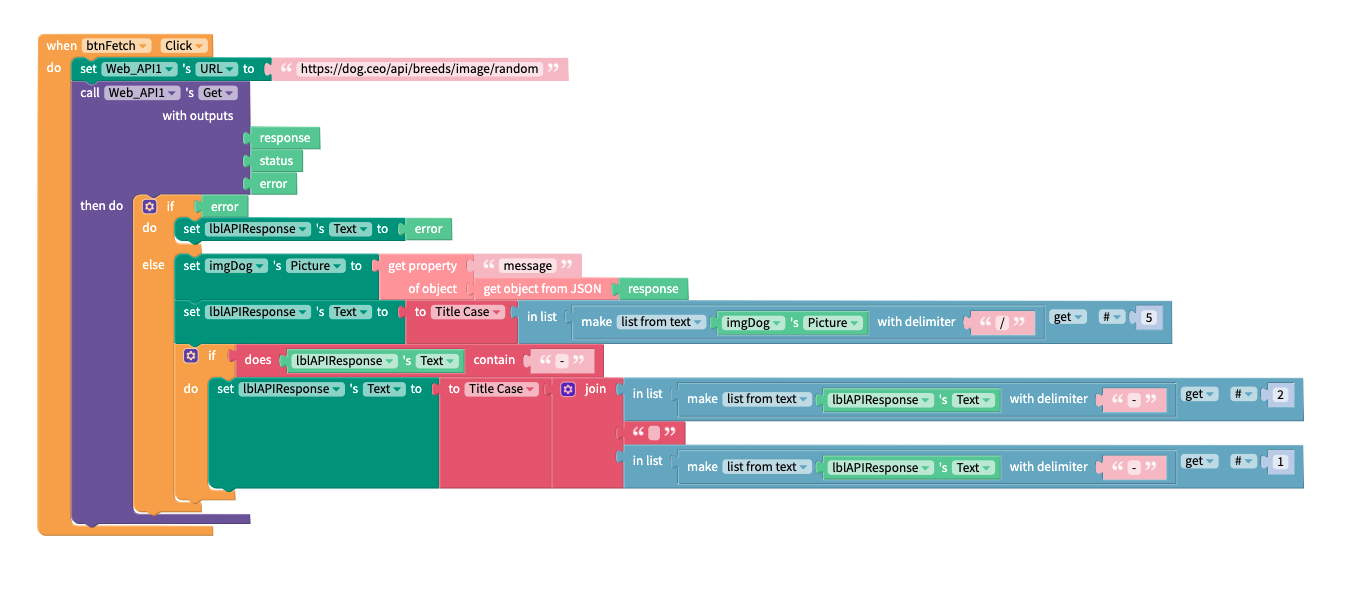 when btnFetch Click
do set Web_API1 's URL to “ https://dog.ceo/api/breeds/image/random ”
call Web_API1 's Get
with outputs
response
status
error
then do if error
do set lblAPIResponse 's Text to error
else set imgDog 's Picture to get property “ message ”
of object get object from JSON response
set lblAPIResponse 's Text to to Title Case in list make list from text imgDog 's Picture with delimiter “ / ” get # 5
if does lblAPIResponse 's Text contain “ - ”
do set lblAPIResponse 's Text to to Title Case join in list make list from text lblAPIResponse 's Text with delimiter “ - ” get # 2
“ ”
in list make list from text lblAPIResponse 's Text with delimiter “ - ” get # 1